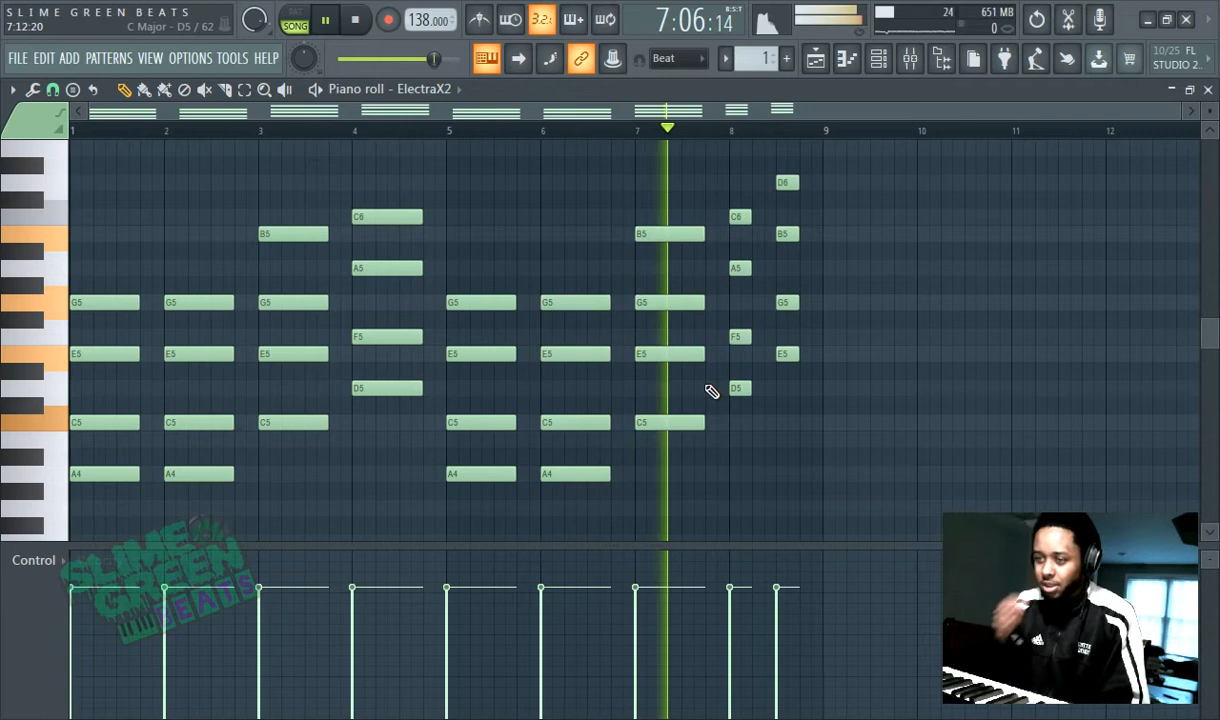 SLIME GREEN BEATS
7:12:20
C Major - D5 / 62
PAT
SONG
138.000
3.2.
7:06:14
B:S:T
24
651 MB
0
FILE EDIT ADD PATTERNS VIEW OPTIONS TOOLS HELP
Beat
1
10/25 FL
STUDIO 2...
Piano roll - ElectraX2
1 2 3 4 5 6 7 8 9 10 11 12
D6
C6 C6
B5 B5 B5
A5 A5
G5 G5 G5 G5 G5 G5 G5
F5 F5
E5 E5 E5 E5 E5 E5 E5
D5 D5
C5 C5 C5 C5 C5 C5
A4 A4 A4 A4
Control
SLIME
GREEN
BEATS